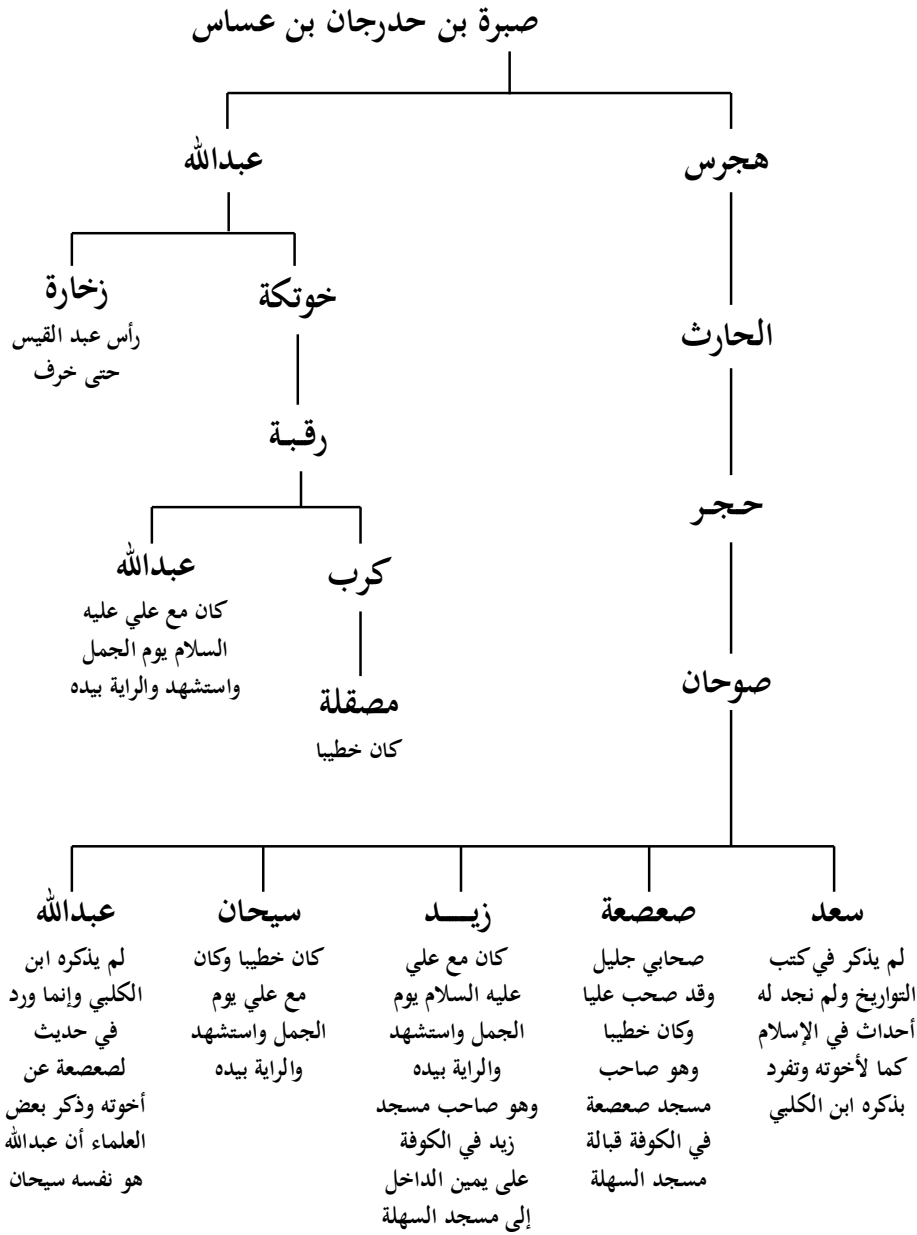 صبرة بن حدرجان بن عساس
هجرس
عبدالله
خوتكة
زخارة
رأس عبد القيس
حتى خرف
الحارث
رقبة
حجر
كرب
عبدالله
كان مع علي عليه
السلام يوم الجمل
واستشهد والراية بيده
صوحان
مصقلة
كان خطيبا
سعد
لم يذكر في كتب
التواريخ ولم نجد له
أحداث في الإسلام
كما لأخوته وتفرد
بذكره ابن الكلبي
صعصعة
صحابي جليل
وقد صحب عليا
وكان خطيبا
وهو صاحب
مسجد صعصعة
في الكوفة قبالة
مسجد السهلة
زيـــد
كان مع علي
عليه السلام يوم
الجمل واستشهد
والراية بيده
وهو صاحب مسجد
زيد في الكوفة
على يمين الداخل
إلى مسجد السهلة
سيحان
كان خطيبا وكان
مع علي يوم
الجمل واستشهد
والراية بيده
عبدالله
لم يذكره ابن
الكلبي وإنما ورد
في حديث
لصعصعة عن
أخوته وذكر بعض
العلماء أن عبدالله
هو نفسه سيحان